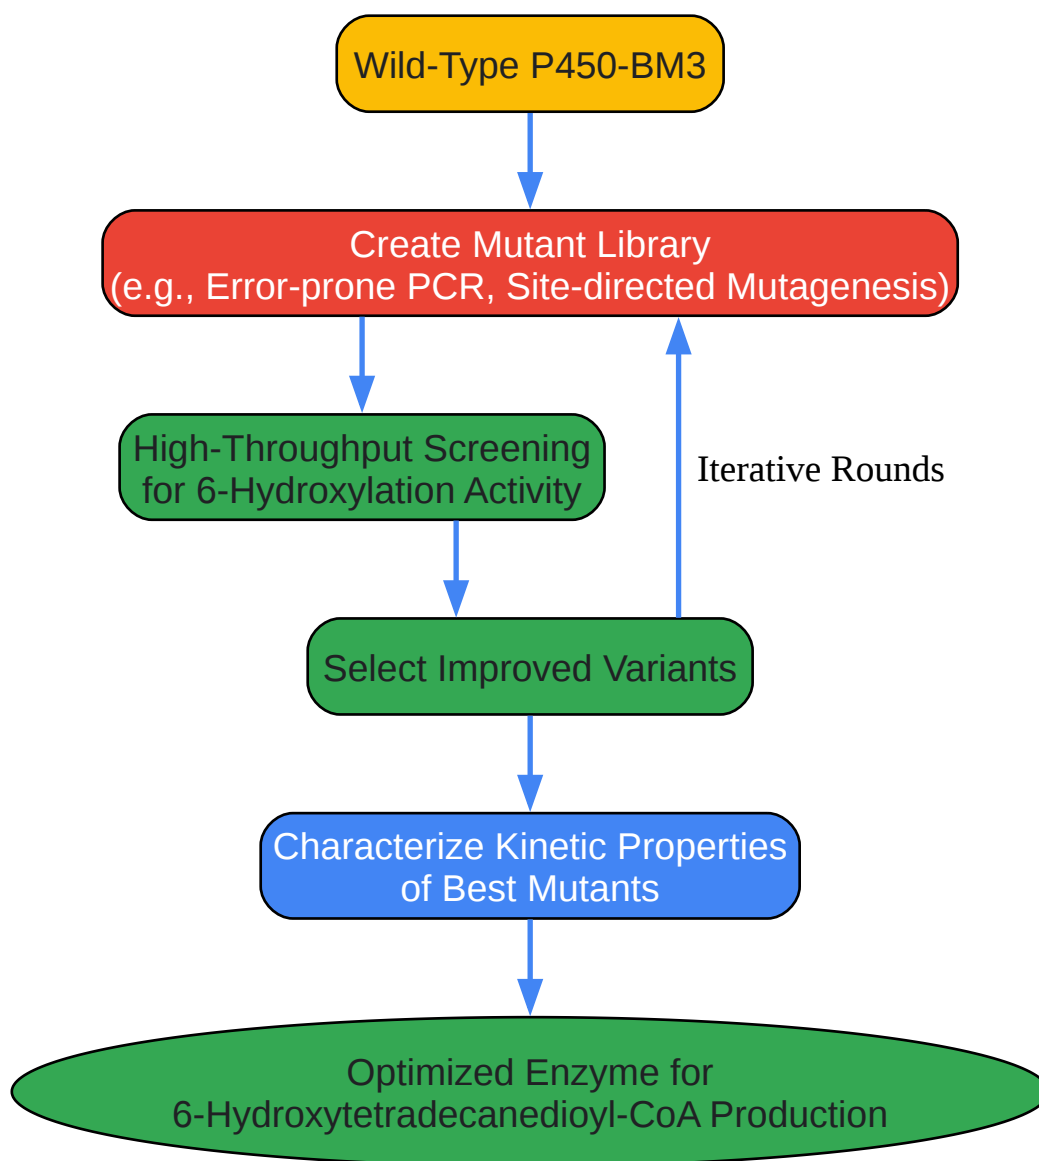 Wild-Type P450-BM3
Create Mutant Library
(e.g., Error-prone PCR, Site-directed Mutagenesis)
High-Throughput Screening
for 6-Hydroxylation Activity
Iterative Rounds
Select Improved Variants
Characterize Kinetic Properties
of Best Mutants
Optimized Enzyme for
6-Hydroxytetradecanedioyl-CoA Production